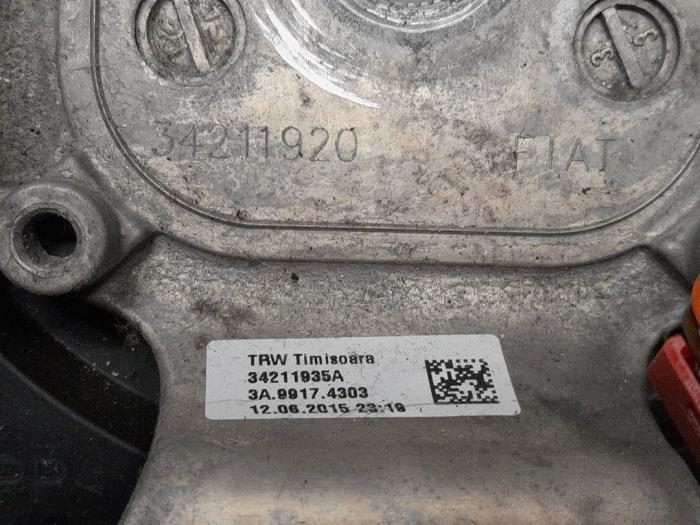 34211920 FIAT
TRW Timisoara
34211935A
3A.9917.4303
12.06.2015 23:19